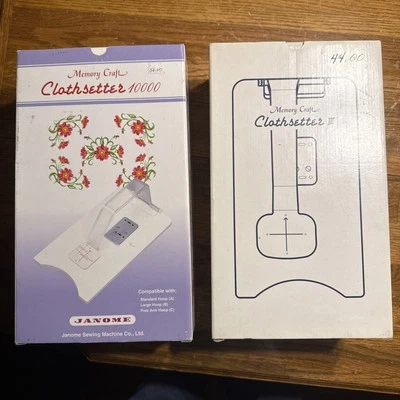 Memory Craft
Clothsetter 10000
Compatible with:
Standard Hoop (A)
Large Hoop (B)
Free Arm Hoop (C)
JANOME
Janome Sewing Machine Co., Ltd.
44.00
Memory Craft
Clothsetter II